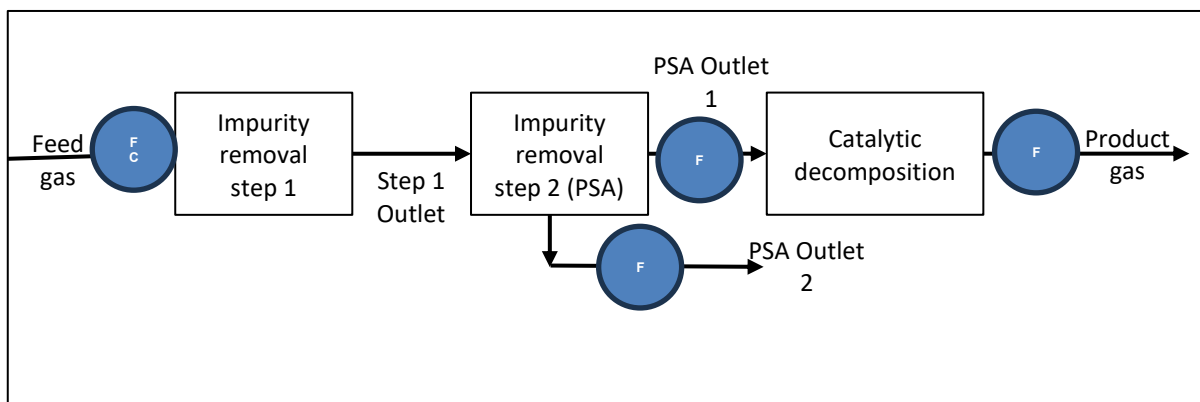 Feed
gas
F
C
Impurity
removal
step 1
Step 1
Outlet
Impurity
removal
step 2 (PSA)
PSA Outlet
1
F
F
PSA Outlet
2
Catalytic
decomposition
F
Product
gas